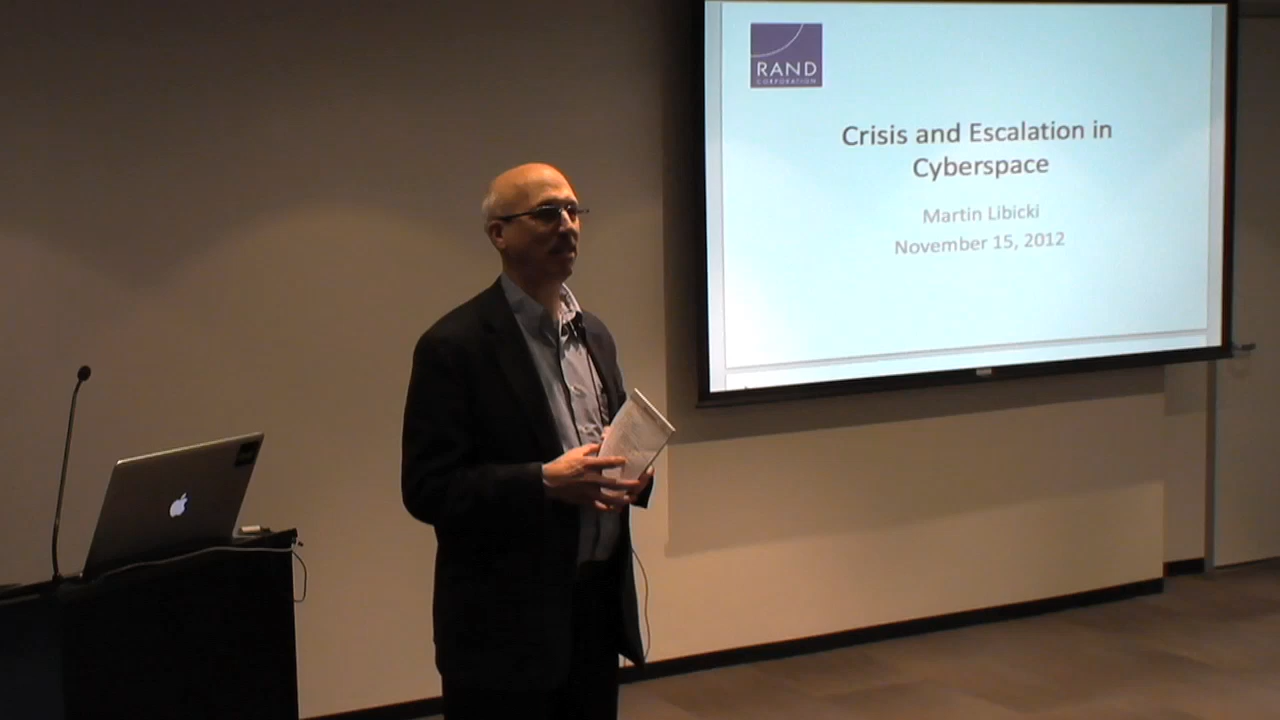 RAND
CORPORATION
Crisis and Escalation in
Cyberspace
Martin Libicki
November 15, 2012